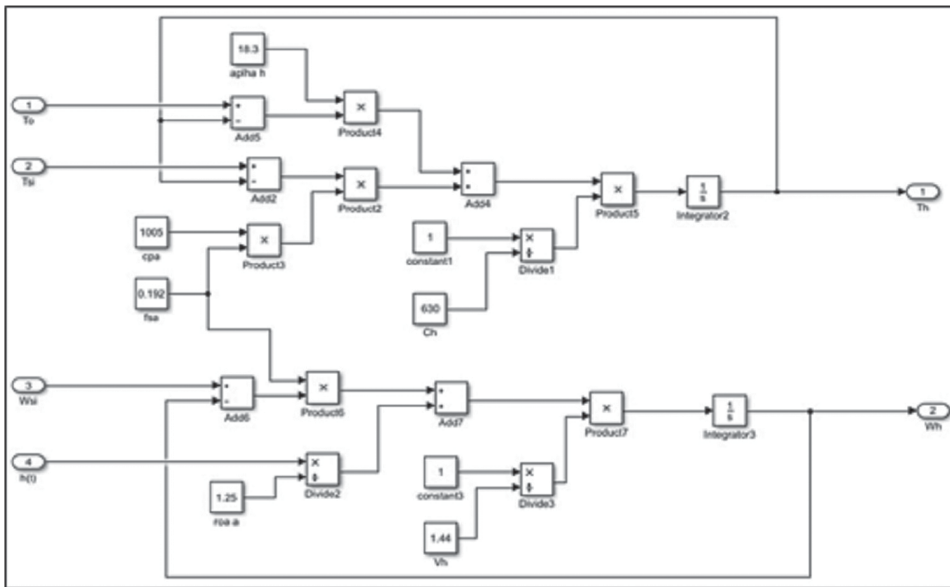 18.3
aplha h
1
To
+
−
Add5
×
Product4
2
Tsi
+
−
Add2
×
Product2
+
+
Add4
×
Product5
1
s
Integrator2
1
Th
1005
cpa
×
Product3
1
constant1
×
÷
Divide1
0.192
fsa
630
Ch
3
Wsi
+
−
Add6
×
Product6
+
+
Add7
×
Product7
1
s
Integrator3
2
Wh
4
h(t)
×
÷
Divide2
1.25
roa a
1
constant3
×
÷
Divide3
1.44
Vh